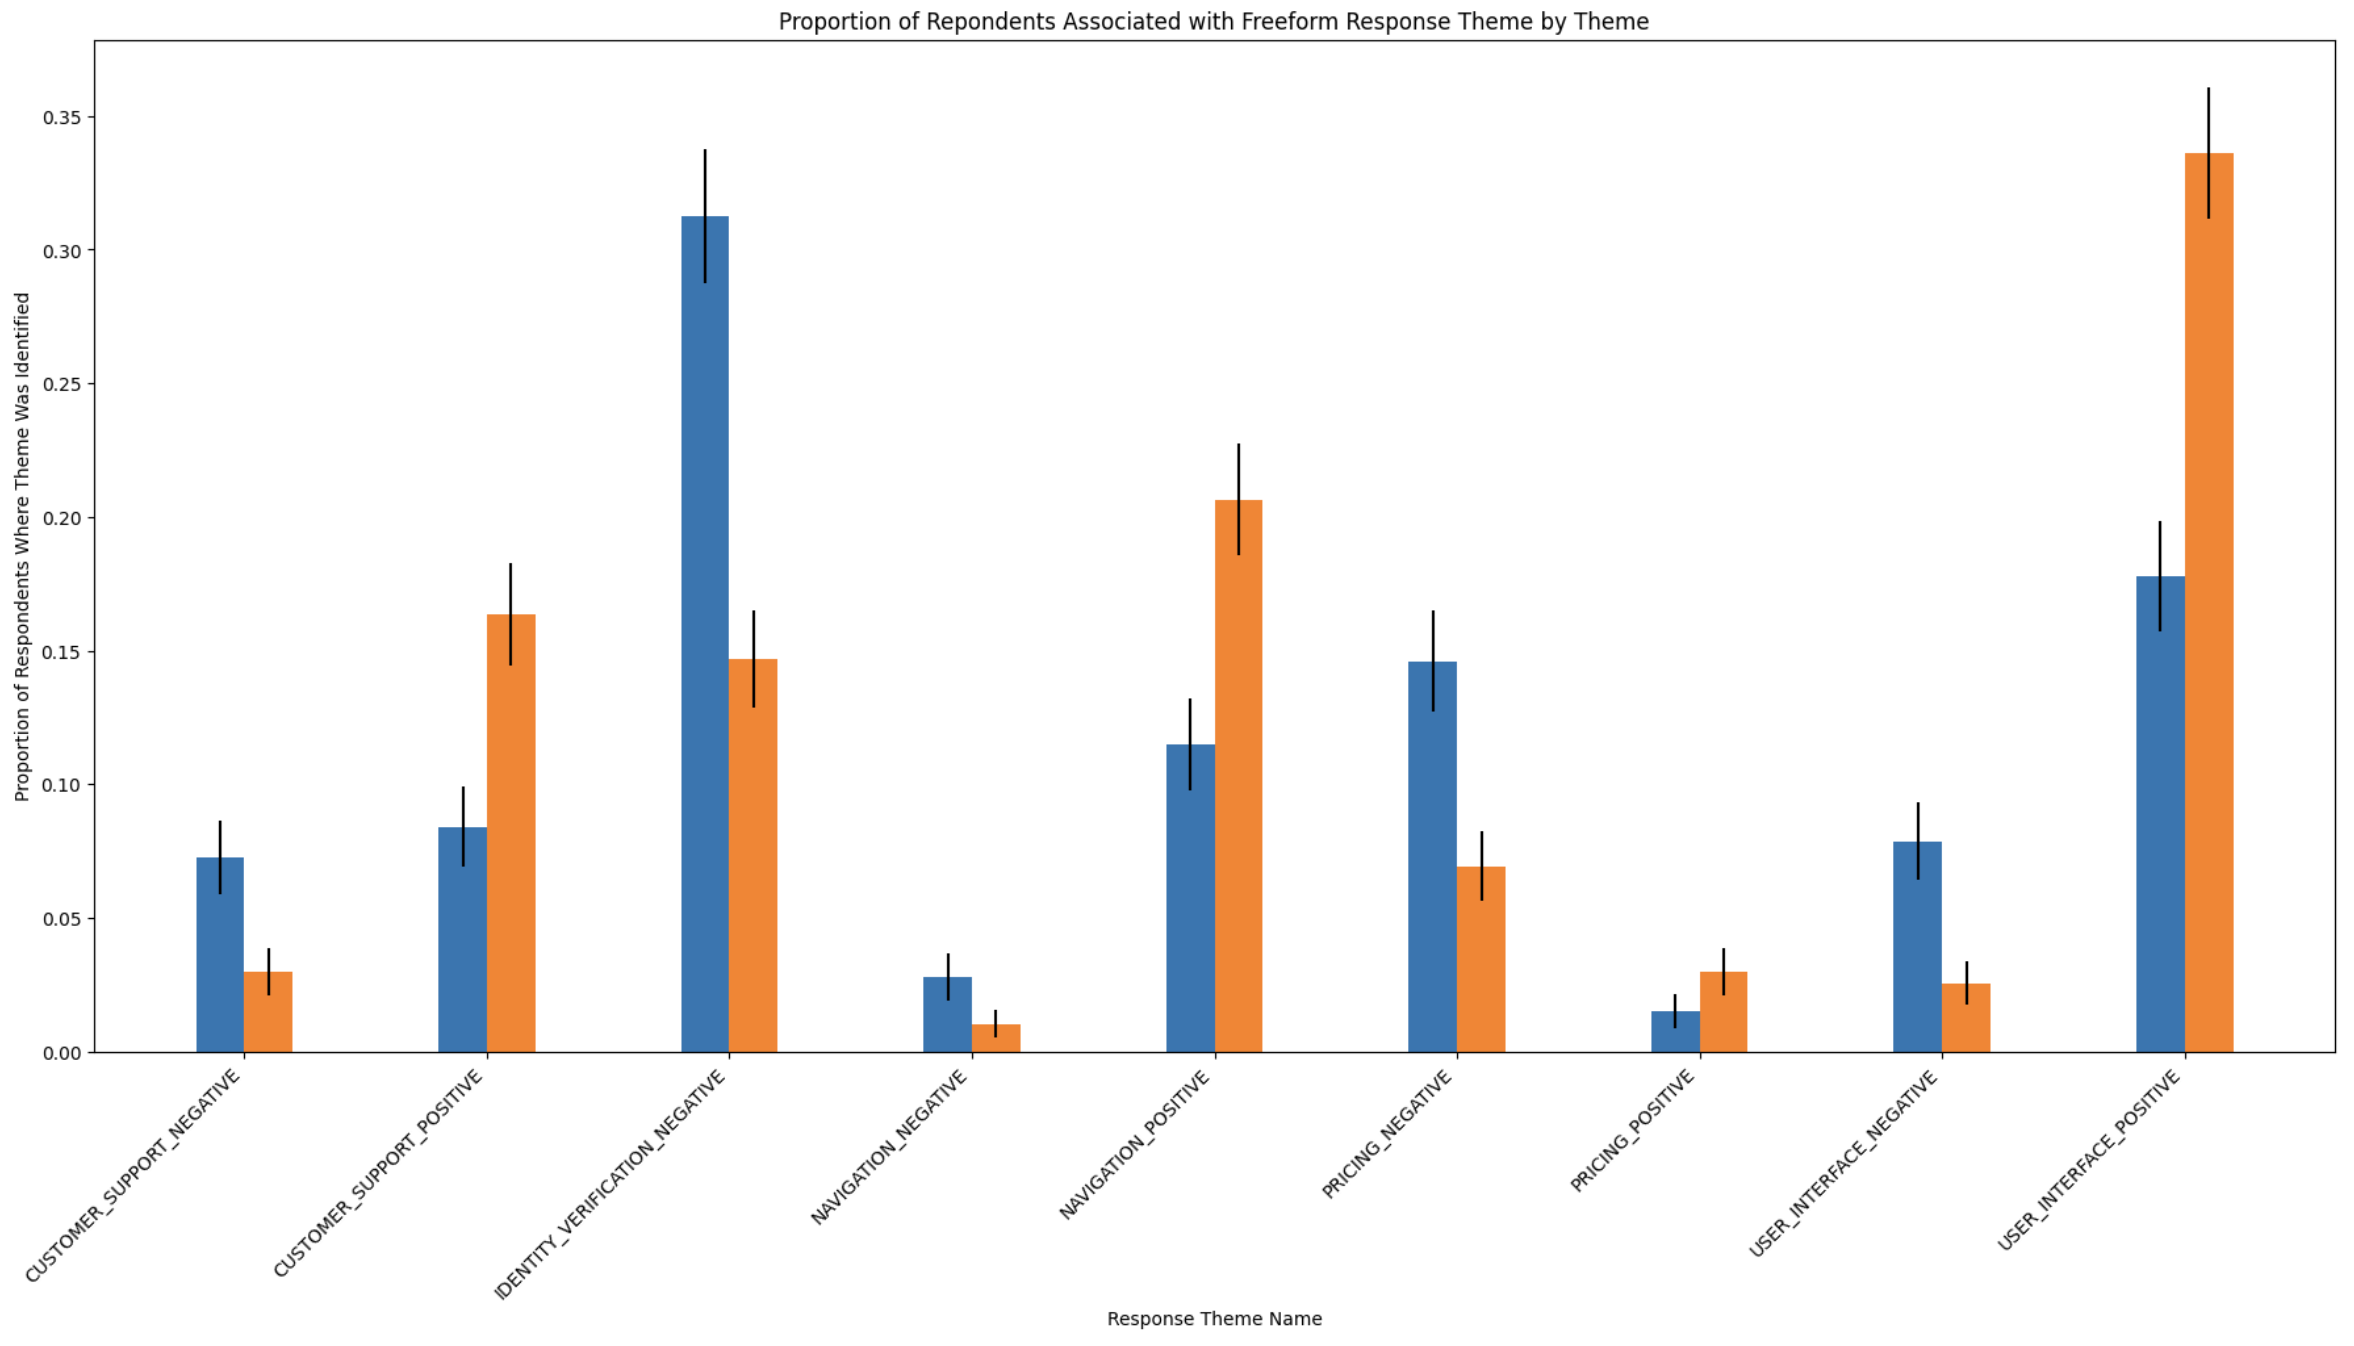 Proportion of Repondents Associated with Freeform Response Theme by Theme
Proportion of Respondents Where Theme Was Identified
0.35
0.30
0.25
0.20
0.15
0.10
0.05
0.00
CUSTOMER_SUPPORT_NEGATIVE
CUSTOMER_SUPPORT_POSITIVE
IDENTITY_VERIFICATION_NEGATIVE
NAVIGATION_NEGATIVE
NAVIGATION_POSITIVE
PRICING_NEGATIVE
PRICING_POSITIVE
USER_INTERFACE_NEGATIVE
USER_INTERFACE_POSITIVE
Response Theme Name